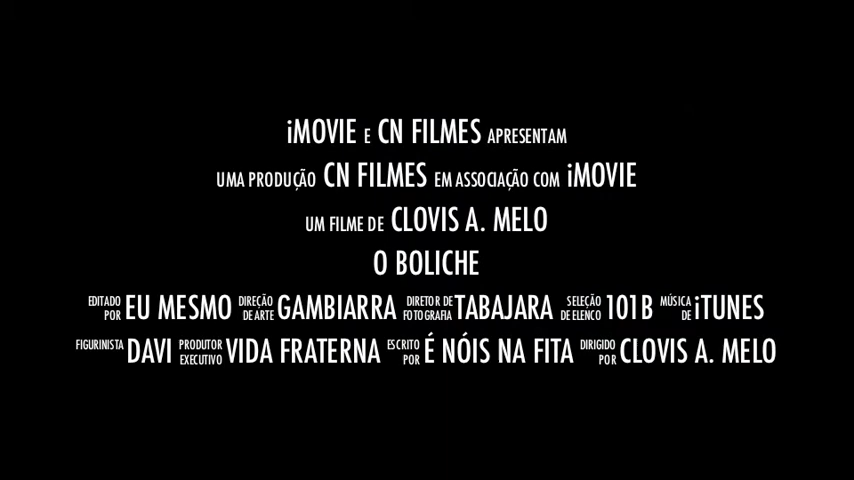 iMOVIE E CN FILMES APRESENTAM
UMA PRODUÇÃO CN FILMES EM ASSOCIAÇÃO COM iMOVIE
UM FILME DE CLOVIS A. MELO
O BOLICHE
EDITADO POR EU MESMO DIREÇÃO DE ARTE GAMBIARRA DIRETOR DE FOTOGRAFIA TABAJARA SELEÇÃO DE ELENCO 101B MÚSICA DE iTUNES
FIGURINISTA DAVI PRODUTOR EXECUTIVO VIDA FRATERNA ESCRITO POR É NÓIS NA FITA DIRIGIDO POR CLOVIS A. MELO